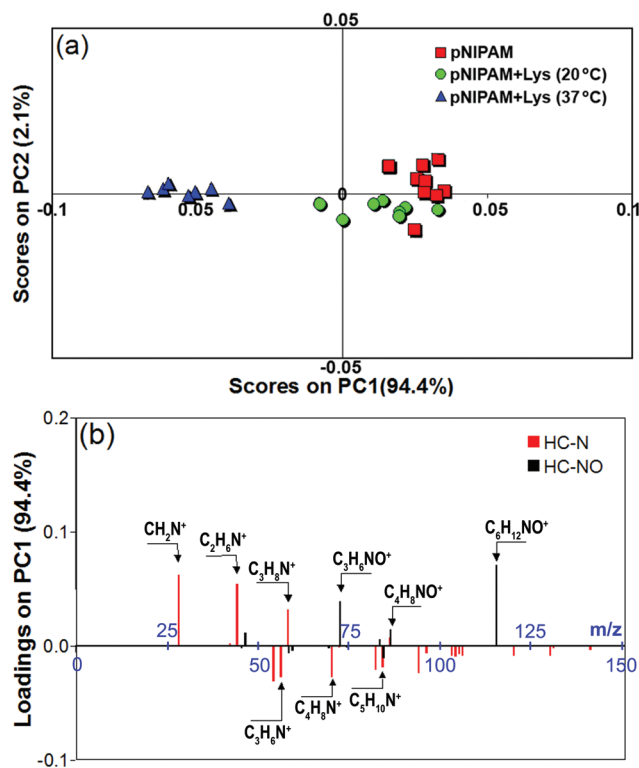 (a)
0.05
pNIPAM
pNIPAM+Lys (20°C)
pNIPAM+Lys (37°C)
Scores on PC2 (2.1%)
-0.1
0.05
0
0.05
0.1
-0.05
Scores on PC1(94.4%)
(b)
0.2
HC-N
HC-NO
Loadings on PC1 (94.4%)
0.1
CH₂N⁺
C₂H₆N⁺
C₃H₈N⁺
C₃H₆NO⁺
C₄H₈NO⁺
C₆H₁₂NO⁺
0.0
25
75
125
m/z
0
50
100
150
C₃H₆N⁺
C₄H₈N⁺
C₅H₁₀N⁺
-0.1